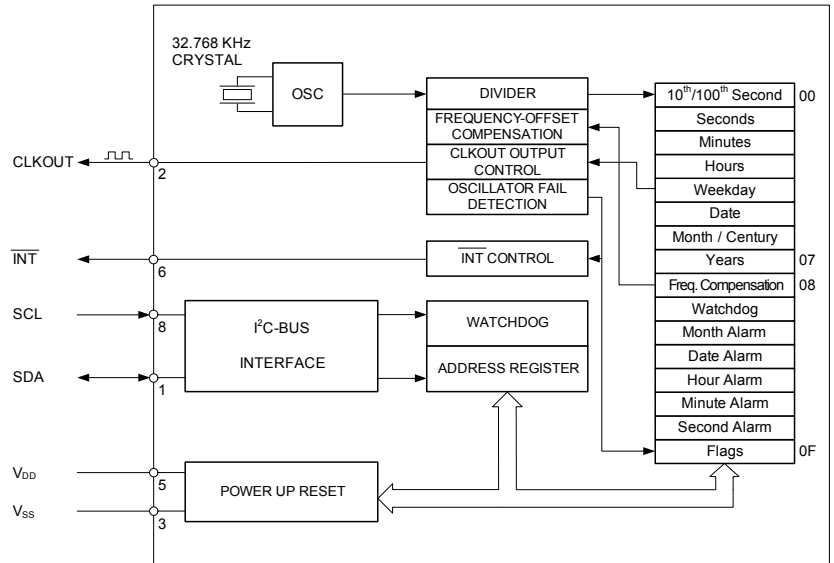 32.768 KHz
CRYSTAL
OSC
DIVIDER
FREQUENCY-OFFSET
COMPENSATION
CLKOUT OUTPUT
CONTROL
OSCILLATOR FAIL
DETECTION
CLKOUT
2
INT
6
INT CONTROL
SCL
8
SDA
1
I²C-BUS
INTERFACE
WATCHDOG
ADDRESS REGISTER
VDD
5
VSS
3
POWER UP RESET
10th/100th Second 00
Seconds
Minutes
Hours
Weekday
Date
Month / Century
Years 07
Freq. Compensation 08
Watchdog
Month Alarm
Date Alarm
Hour Alarm
Minute Alarm
Second Alarm
Flags 0F